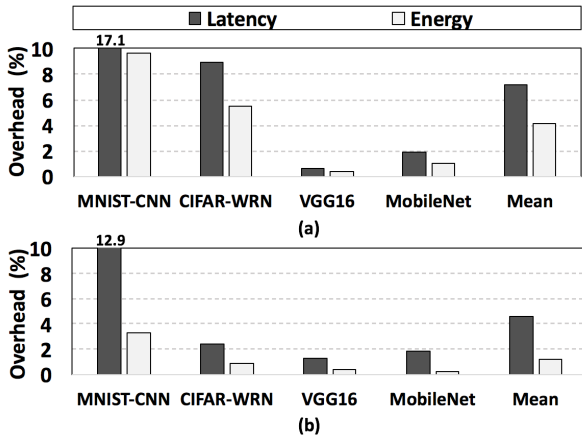 Latency Energy
17.1
Overhead (%)
10
8
6
4
2
0
MNIST-CNN CIFAR-WRN VGG16 MobileNet Mean
(a)
12.9
Overhead (%)
10
8
6
4
2
0
MNIST-CNN CIFAR-WRN VGG16 MobileNet Mean
(b)